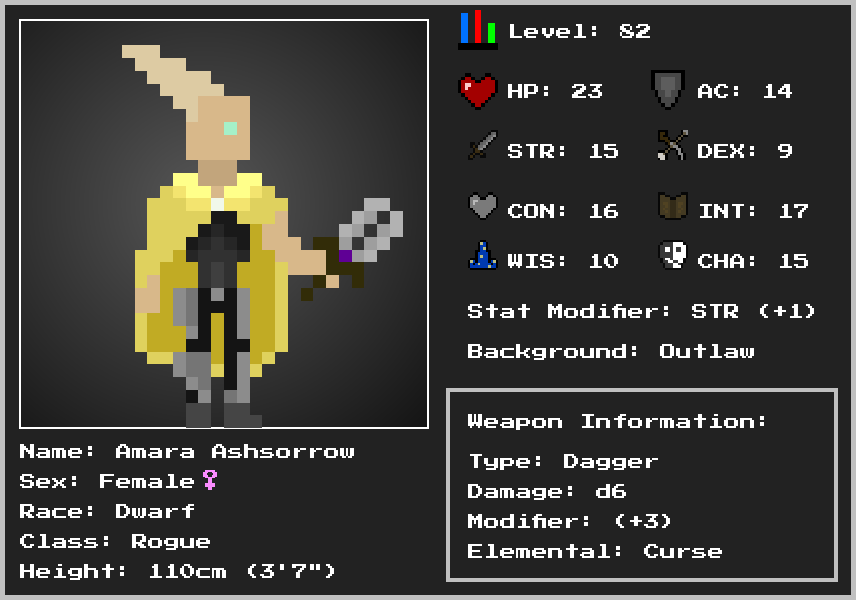 Level: 82
HP: 23 AC: 14
STR: 15 DEX: 9
CON: 16 INT: 17
WIS: 10 CHA: 15
Stat Modifier: STR (+1)
Background: Outlaw
Weapon Information:
Type: Dagger
Damage: d6
Modifier: (+3)
Elemental: Curse
Name: Amara Ashsorrow
Sex: Female♀
Race: Dwarf
Class: Rogue
Height: 110cm (3'7")